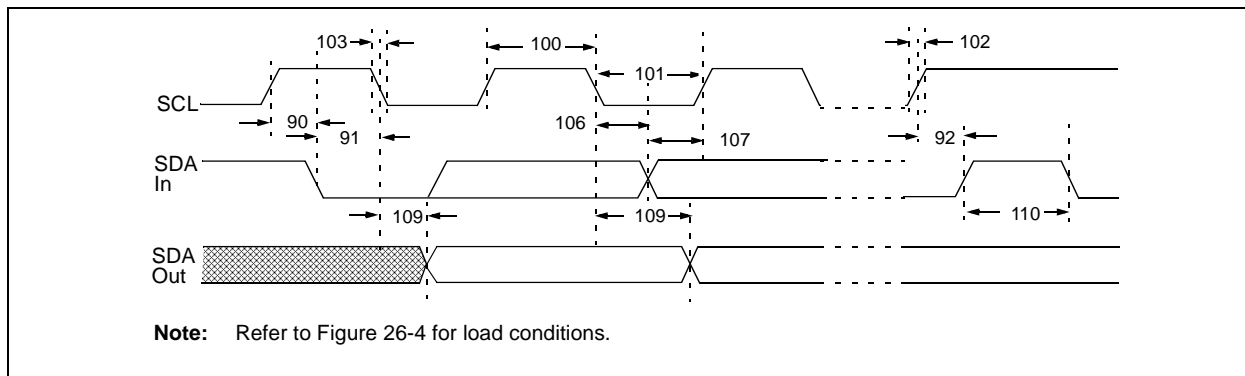 103
100
102
101
SCL
90
91
106
107
92
SDA
In
109
109
110
SDA
Out
Note: Refer to Figure 26-4 for load conditions.